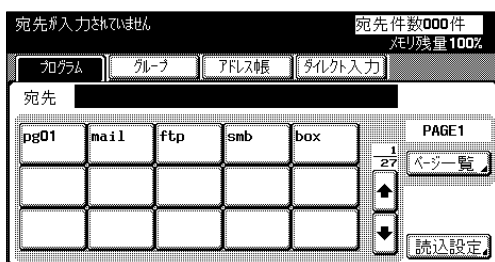 宛先が入力されていません
宛先件数000件
メモリ残量100%
プログラム グループ アドレス帳 ダイレクト入力
宛先
pg01 mail ftp smb box
PAGE1
1
27
ページ一覧
読込設定